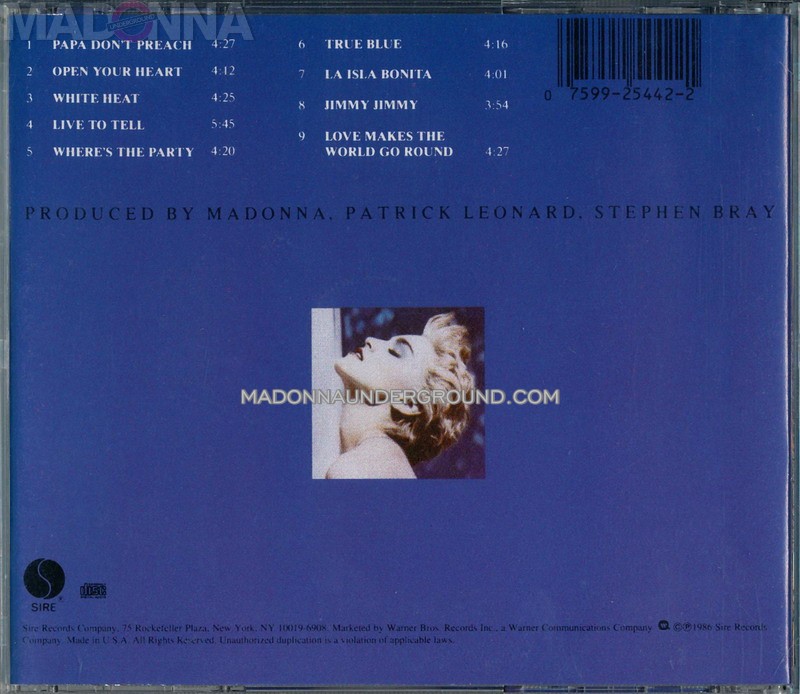 MADONNA
UNDERGROUND
1 PAPA DON'T PREACH 4:27
2 OPEN YOUR HEART 4:12
3 WHITE HEAT 4:25
4 LIVE TO TELL 5:45
5 WHERE'S THE PARTY 4:20
6 TRUE BLUE 4:16
7 LA ISLA BONITA 4:01
8 JIMMY JIMMY 3:54
9 LOVE MAKES THE
WORLD GO ROUND 4:27
0 7599-25442-2
PRODUCED BY MADONNA, PATRICK LEONARD, STEPHEN BRAY
MADONNAUNDERGROUND.COM
SIRE
Sire Records Company, 75 Rockefeller Plaza, New York, NY 10019-6908. Marketed by Warner Bros. Records Inc., a Warner Communications Company ©℗1986 Sire Records
Company. Made in U.S.A. All Rights Reserved. Unauthorized duplication is a violation of applicable laws.